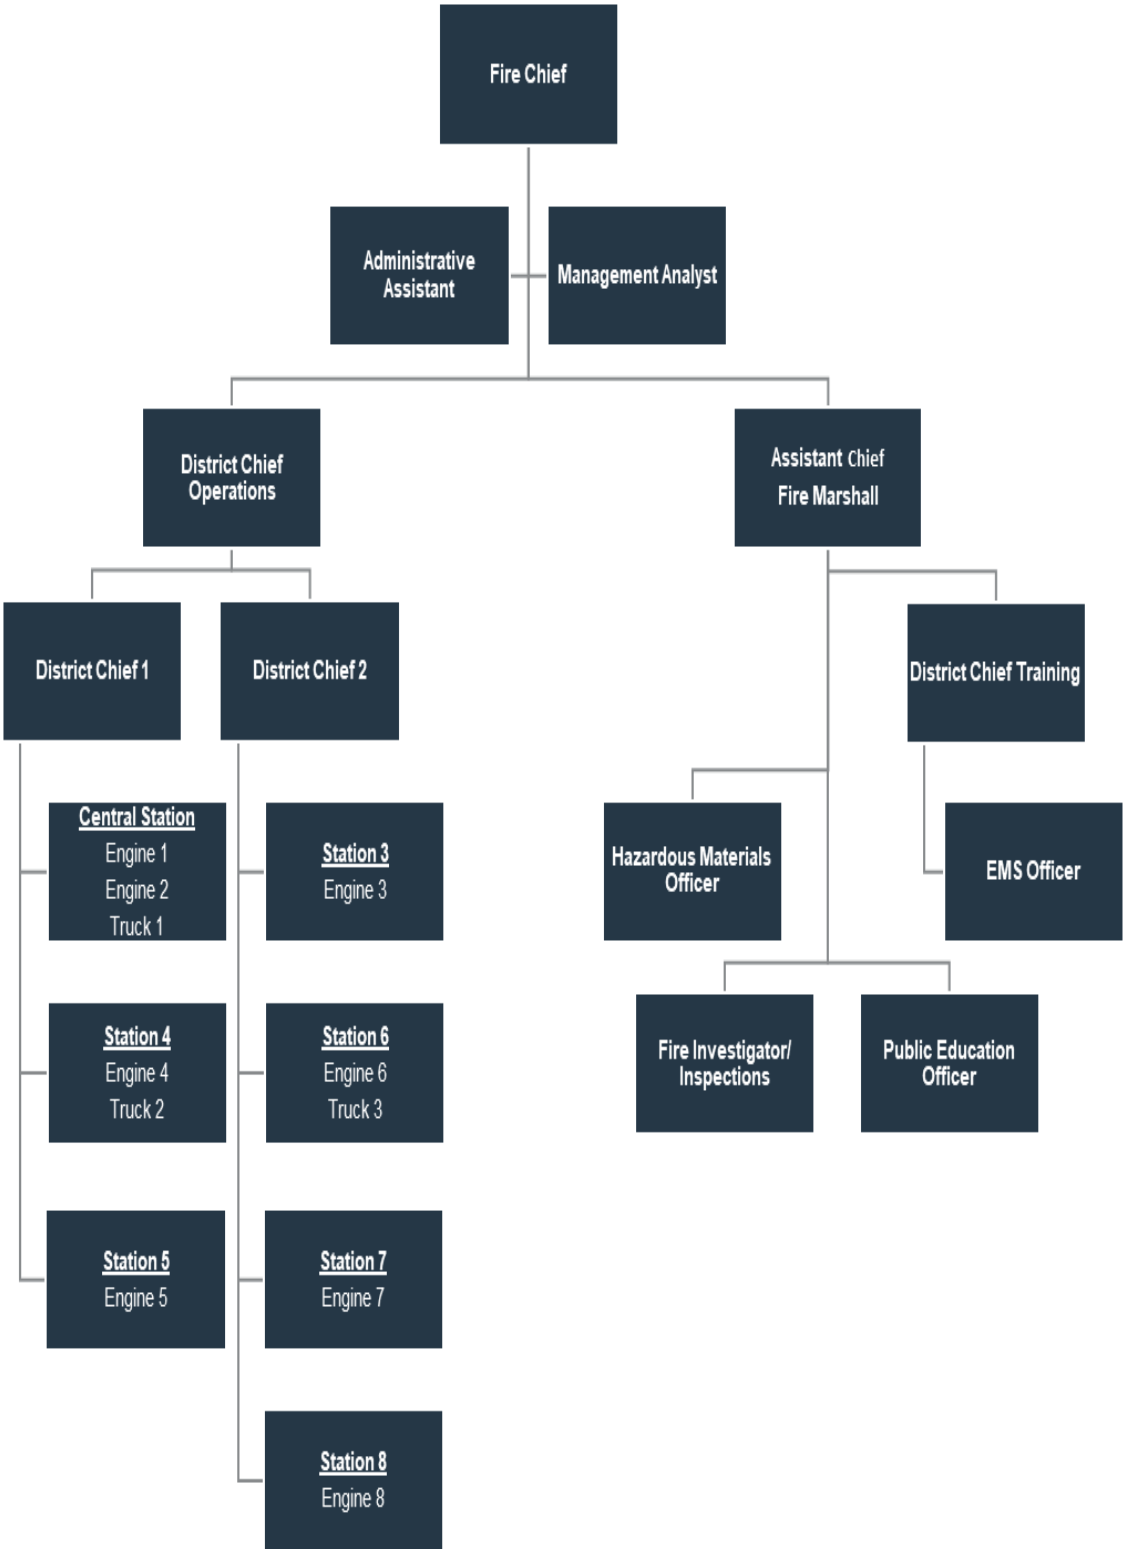 Fire Chief
Administrative
Assistant
Management Analyst
District Chief
Operations
Assistant Chief
Fire Marshall
District Chief 1
District Chief 2
District Chief Training
Central Station
Engine 1
Engine 2
Truck 1
Station 3
Engine 3
Hazardous Materials
Officer
EMS Officer
Station 4
Engine 4
Truck 2
Station 6
Engine 6
Truck 3
Fire Investigator/
Inspections
Public Education
Officer
Station 5
Engine 5
Station 7
Engine 7
Station 8
Engine 8